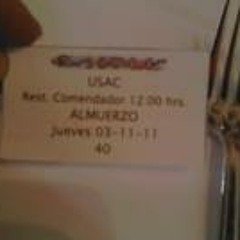 USAC
Rest. Comendador 12:00 hrs.
ALMUERZO
Jueves 03-11-11
40